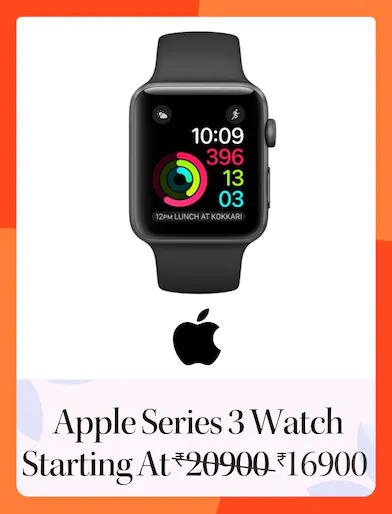 10:09
396
13
03
12PM LUNCH AT KOKKARI
Apple Series 3 Watch
Starting At ₹20900 ₹16900